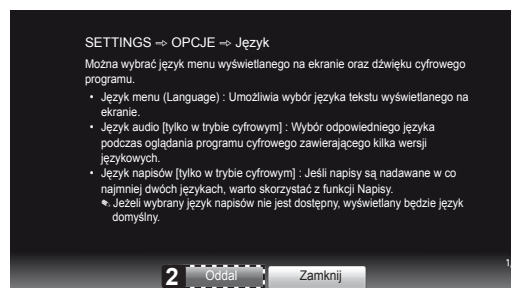 SETTINGS ⇨ OPCJE ⇨ Język
Można wybrać język menu wyświetlanego na ekranie oraz dźwięku cyfrowego
programu.
• Język menu (Language) : Umożliwia wybór języka tekstu wyświetlanego na
ekranie.
• Język audio [tylko w trybie cyfrowym] : Wybór odpowiedniego języka
podczas oglądania programu cyfrowego zawierającego kilka wersji
językowych.
• Język napisów [tylko w trybie cyfrowym] : Jeśli napisy są nadawane w co
najmniej dwóch językach, warto skorzystać z funkcji Napisy.
✎ Jeżeli wybrany język napisów nie jest dostępny, wyświetlany będzie język
domyślny.
2 Oddal Zamknij